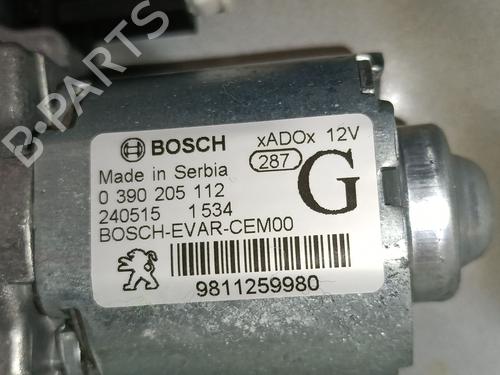 BOSCH xADOx 12V
Made in Serbia 287
0 390 205 112 G
240515 1534
BOSCH-EVAR-CEM00
9811259980
B-PARTS